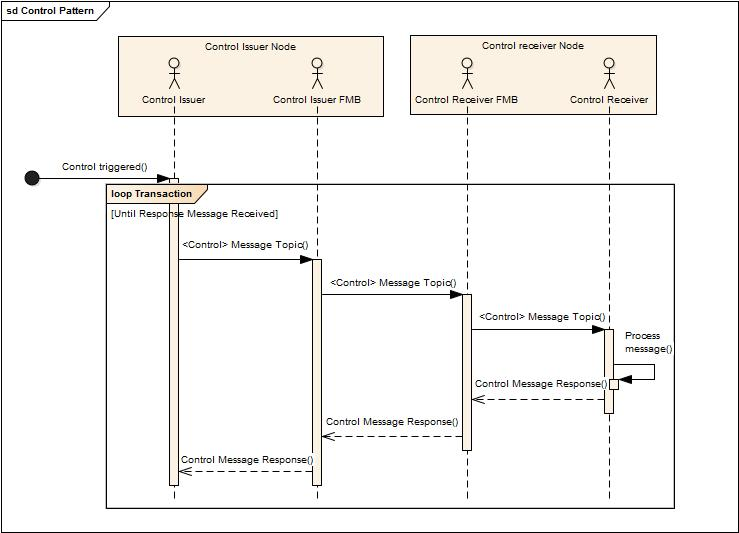 sd Control Pattern
Control Issuer Node
Control receiver Node
Control Issuer
Control Issuer FMB
Control Receiver FMB
Control Receiver
Control triggered()
loop Transaction
[Until Response Message Received]
<Control> Message Topic()
<Control> Message Topic()
<Control> Message Topic()
Process
message()
Control Message Response()
Control Message Response()
Control Message Response()